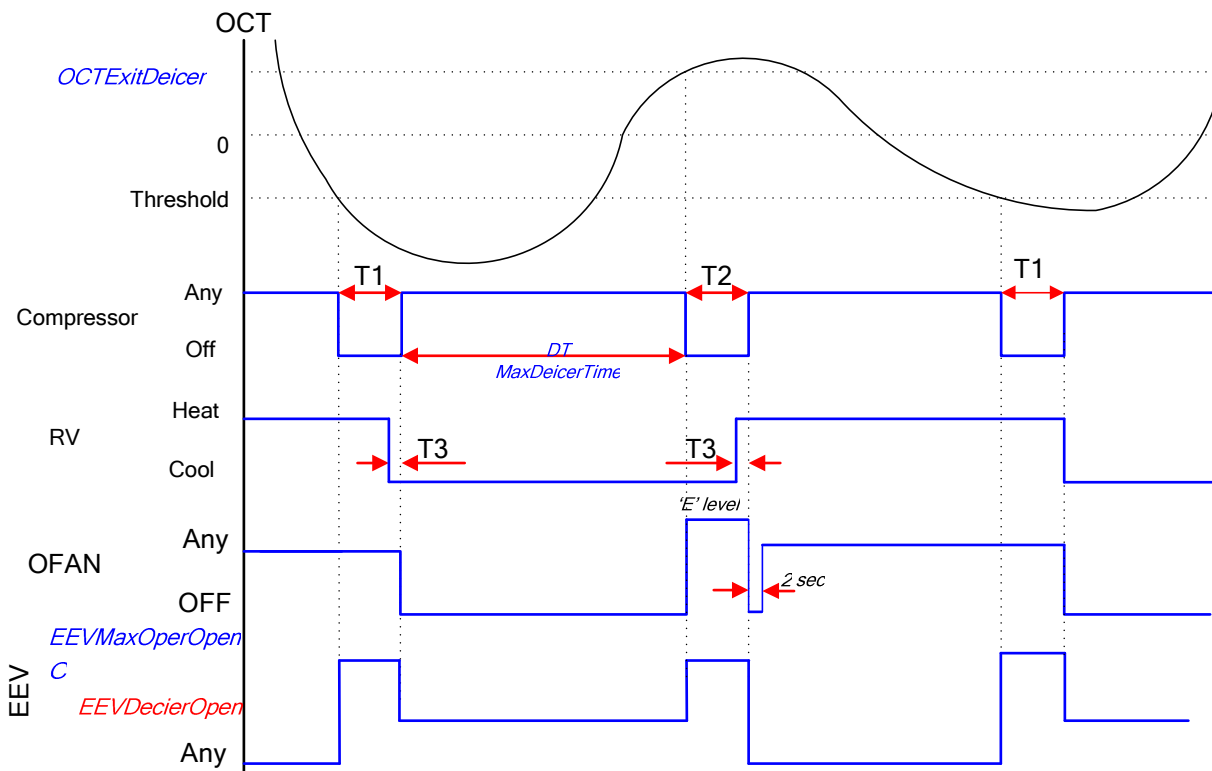 OCT
OCTExitDeicer
0
Threshold
T1
T2
T1
Any
Compressor
Off
DT
MaxDeicerTime
Heat
RV
T3
T3
Cool
'E' level
Any
OFAN
2 sec
OFF
EEVMaxOperOpen
C
EEV
EEVDecierOpen
Any